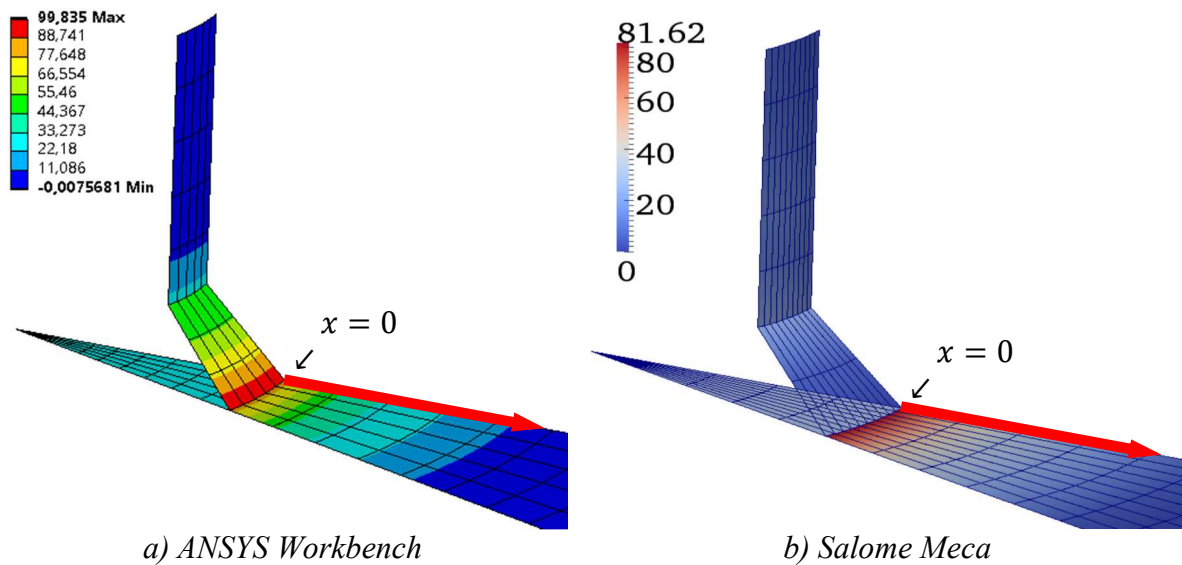 99,835 Max
88,741
77,648
66,554
55,46
44,367
33,273
22,18
11,086
-0,0075681 Min
x = 0
a) ANSYS Workbench
81.62
80
60
40
20
0
x = 0
b) Salome Meca